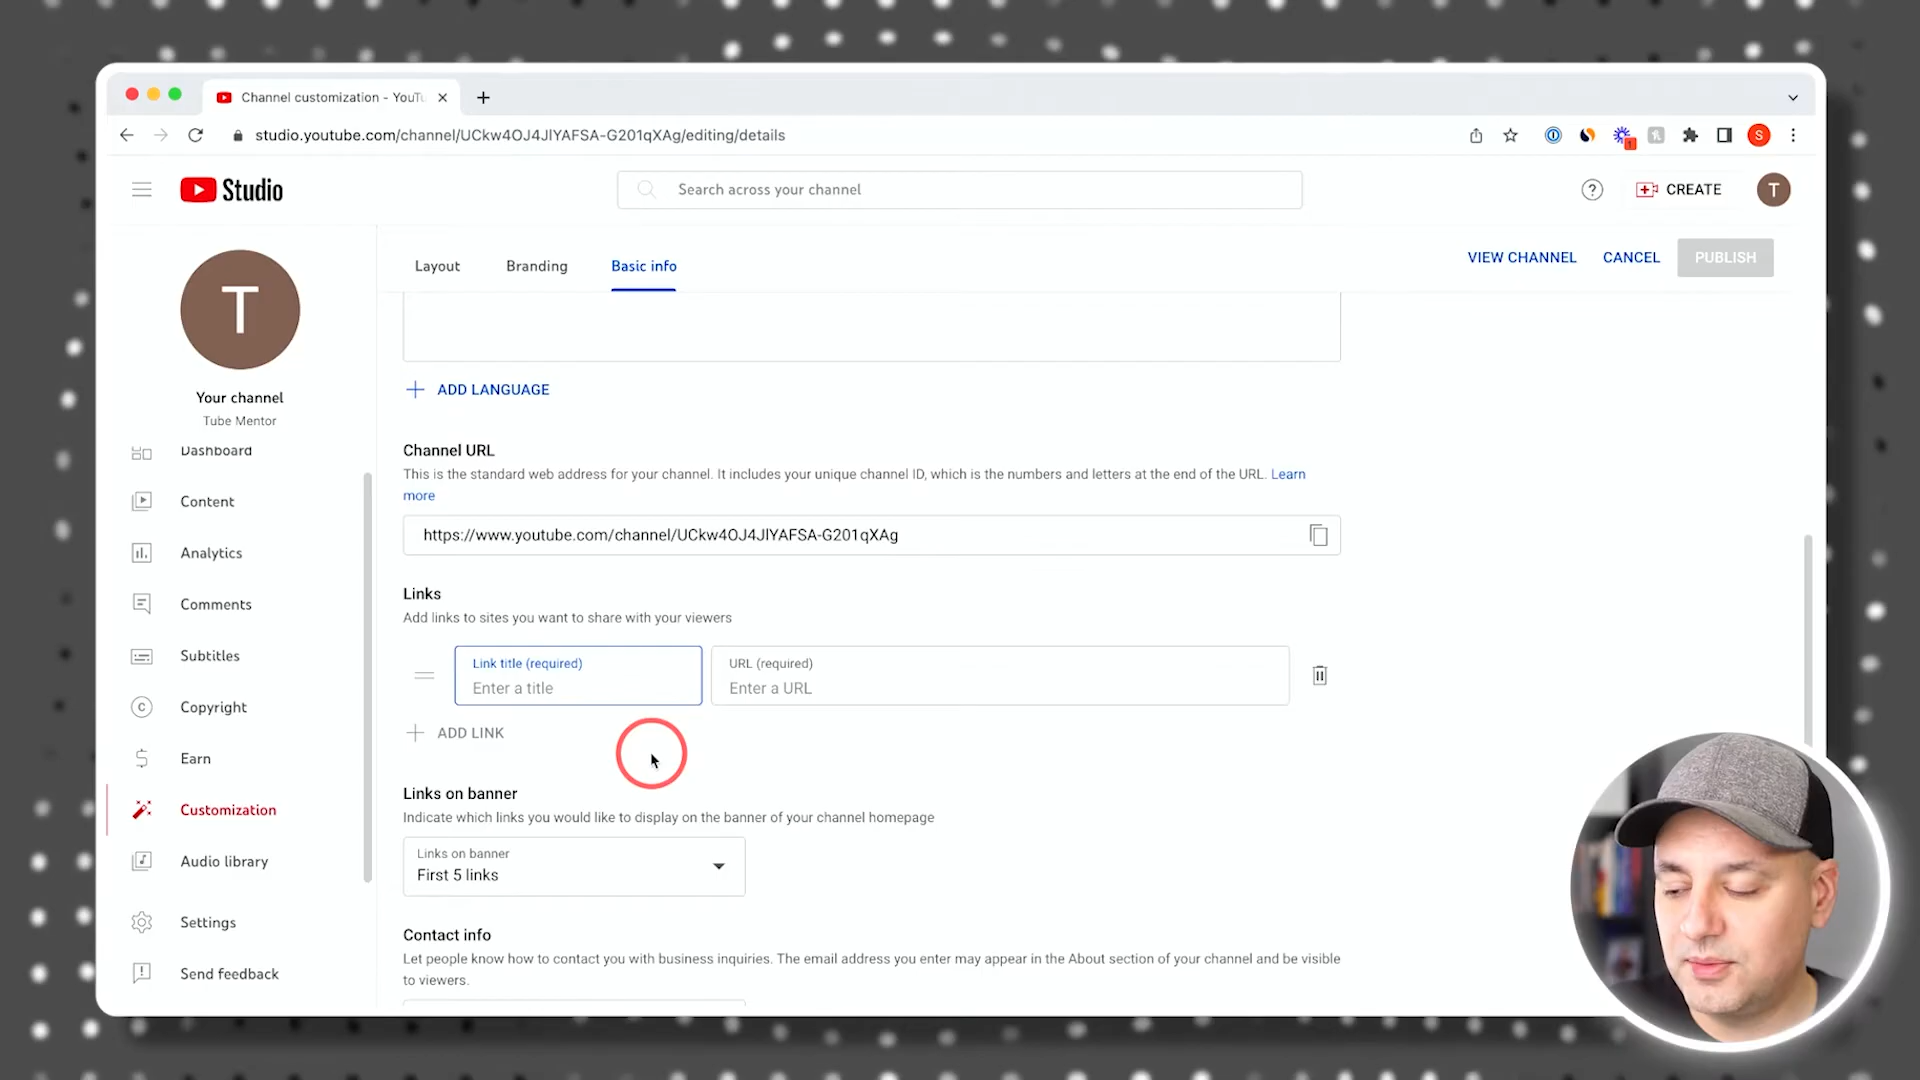 Channel customization - YouTu
studio.youtube.com/channel/UCkw4OJ4JlYAFSA-G201qXAg/editing/details
S
1
Studio
Search across your channel
?
CREATE
T
T
Your channel
Tube Mentor
Dashboard
Content
Analytics
Comments
Subtitles
Copyright
Earn
Customization
Audio library
Settings
Send feedback
Layout
Branding
Basic info
VIEW CHANNEL
CANCEL
PUBLISH
ADD LANGUAGE
Channel URL
This is the standard web address for your channel. It includes your unique channel ID, which is the numbers and letters at the end of the URL. Learn
more
https://www.youtube.com/channel/UCkw4OJ4JlYAFSA-G201qXAg
Links
Add links to sites you want to share with your viewers
Link title (required)
Enter a title
URL (required)
Enter a URL
ADD LINK
Links on banner
Indicate which links you would like to display on the banner of your channel homepage
Links on banner
First 5 links
Contact info
Let people know how to contact you with business inquiries. The email address you enter may appear in the About section of your channel and be visible
to viewers.